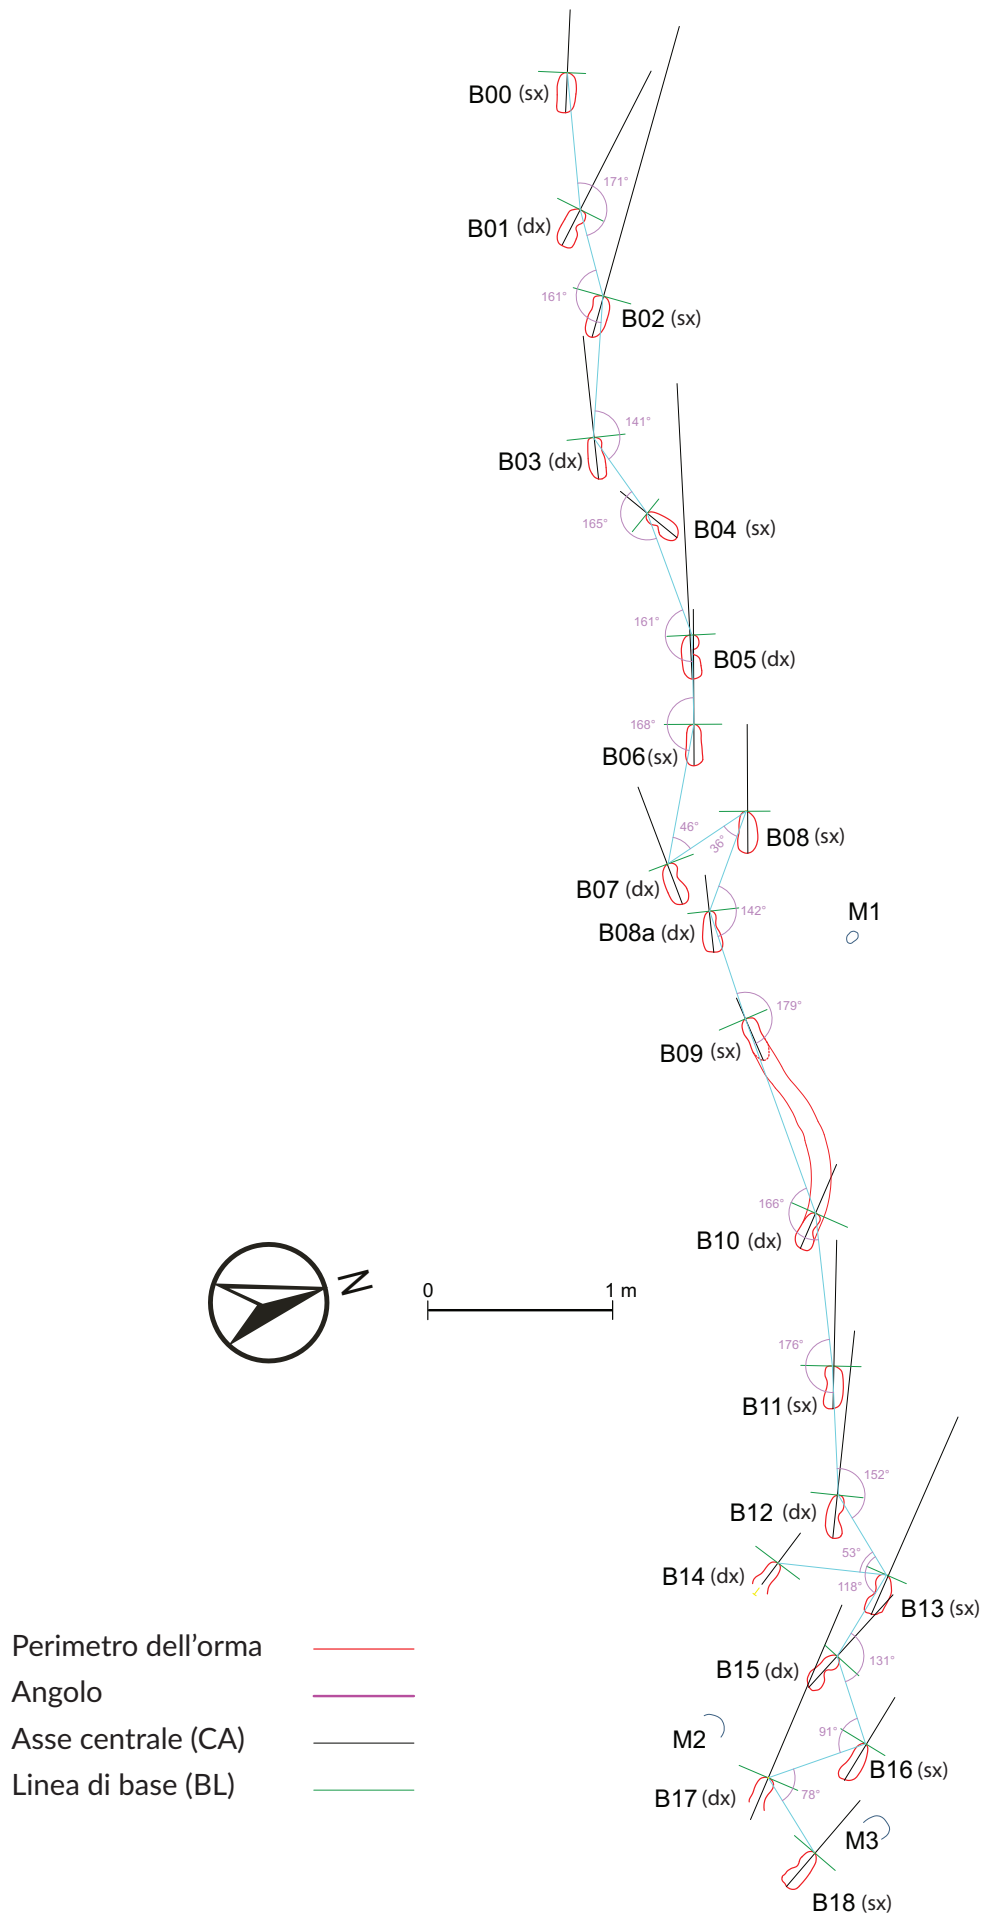 B00 (sx)
171°
B01 (dx)
161°
B02 (sx)
141°
B03 (dx)
165°
B04 (sx)
161°
B05 (dx)
168°
B06 (sx)
46°
36°
B08 (sx)
B07 (dx)
142°
M1
B08a (dx)
179°
B09 (sx)
166°
B10 (dx)
N
0 1 m
176°
B11 (sx)
152°
B12 (dx)
53°
B14 (dx)
118°
B13 (sx)
Perimetro dell'orma
131°
B15 (dx)
Angolo
91°
M2
Asse centrale (CA)
B16 (sx)
Linea di base (BL)
78°
B17 (dx)
M3
B18 (sx)